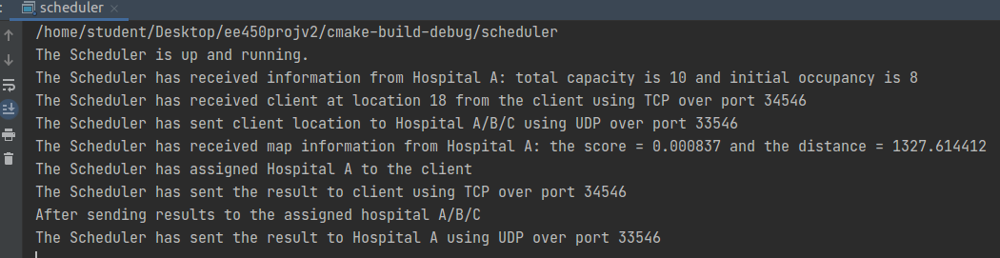 scheduler
/home/student/Desktop/ee450projv2/cmake-build-debug/scheduler
The Scheduler is up and running.
The Scheduler has received information from Hospital A: total capacity is 10 and initial occupancy is 8
The Scheduler has received client at location 18 from the client using TCP over port 34546
The Scheduler has sent client location to Hospital A/B/C using UDP over port 33546
The Scheduler has received map information from Hospital A: the score = 0.000837 and the distance = 1327.614412
The Scheduler has assigned Hospital A to the client
The Scheduler has sent the result to client using TCP over port 34546
After sending results to the assigned hospital A/B/C
The Scheduler has sent the result to Hospital A using UDP over port 33546